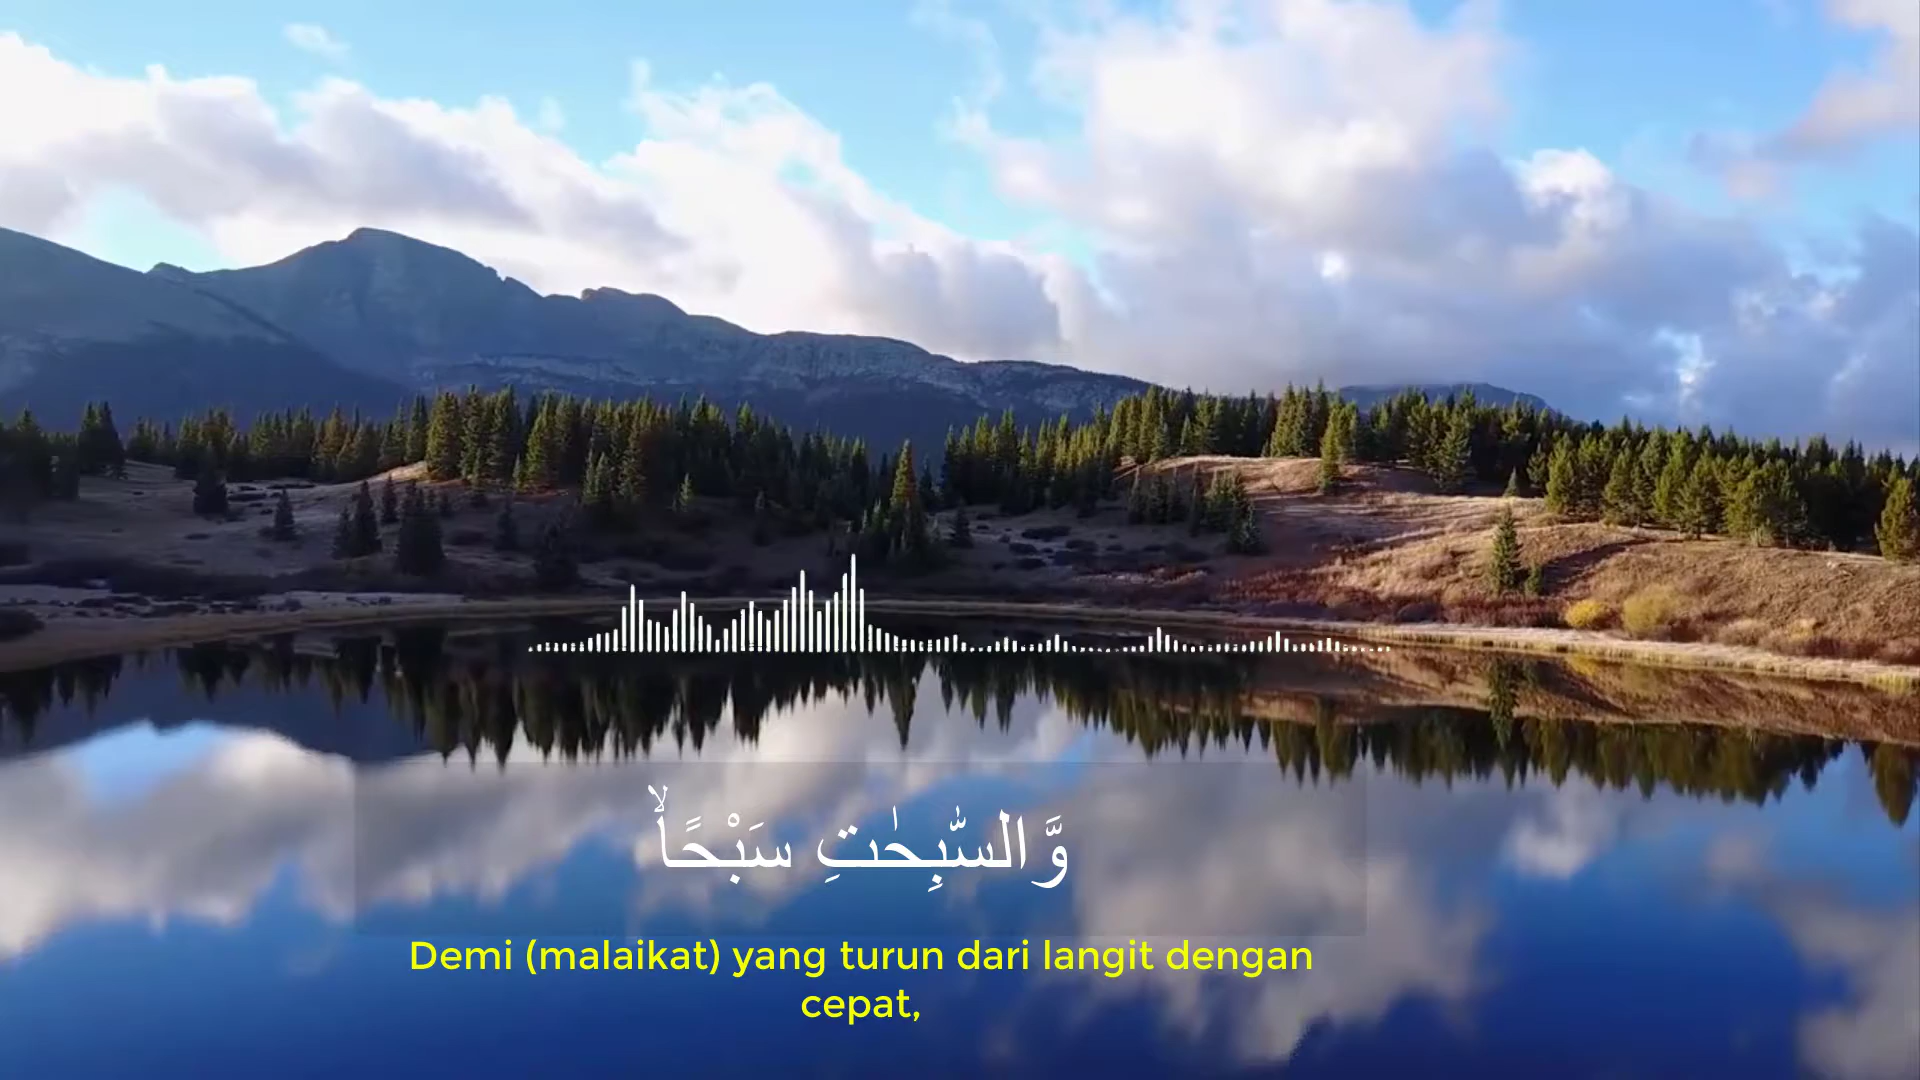 وَّالسّٰبِحٰتِ سَبْحًاۙ
Demi (malaikat) yang turun dari langit dengan
cepat,